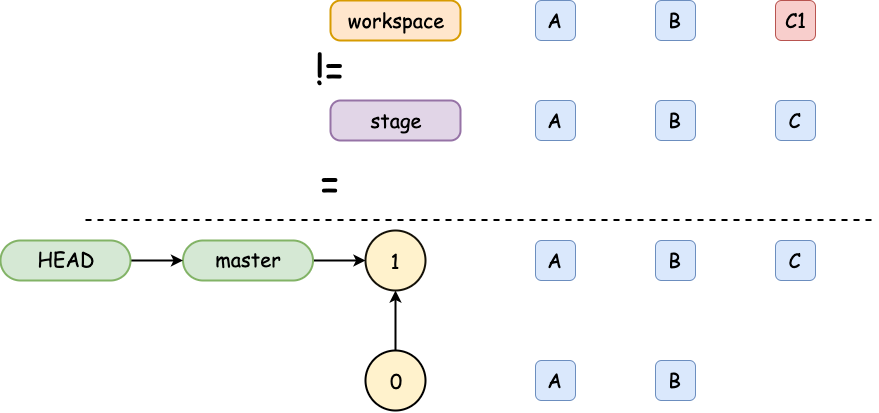 workspace A B C1
!=
stage A B C
=
HEAD master 1 A B C
0 A B